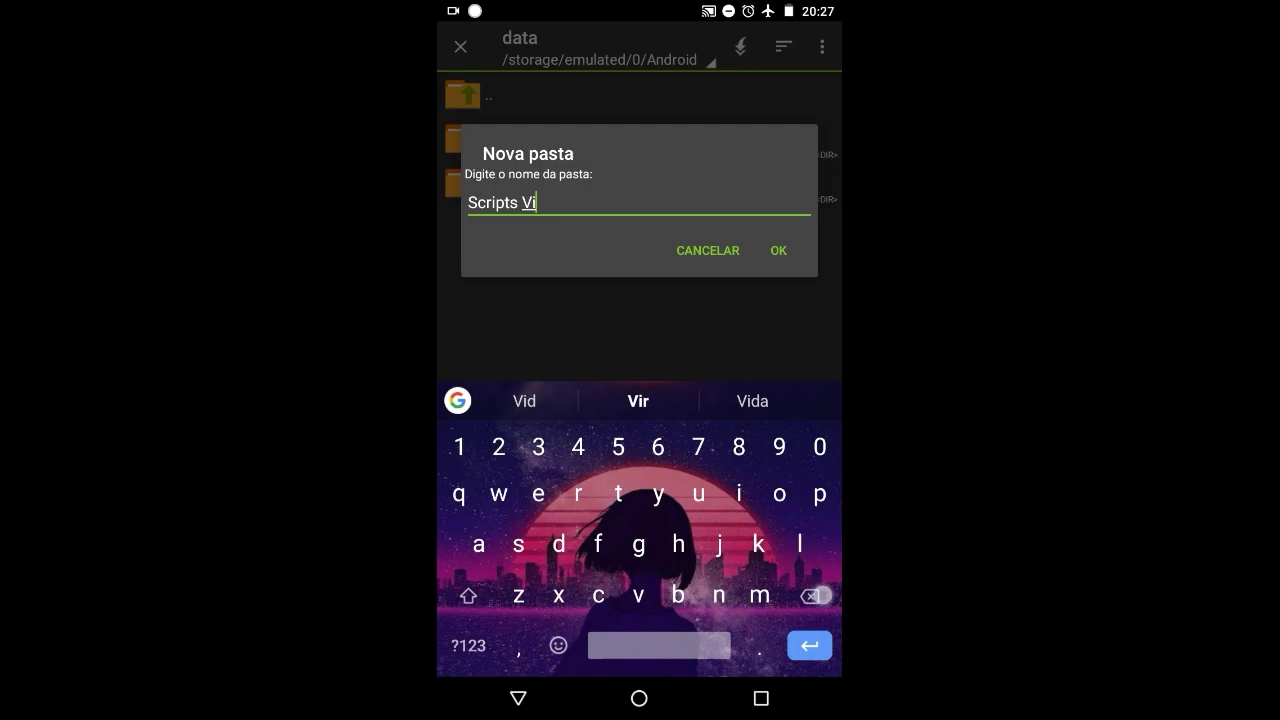 20:27
data
/storage/emulated/0/Android
..
Nova pasta
Digite o nome da pasta:
Scripts Vi
CANCELAR OK
<DIR>
<DIR>
Vid Vir Vida
1 2 3 4 5 6 7 8 9 0
q w e r t y u i o p
a s d f g h j k l
z x c v b n m
?123 , .